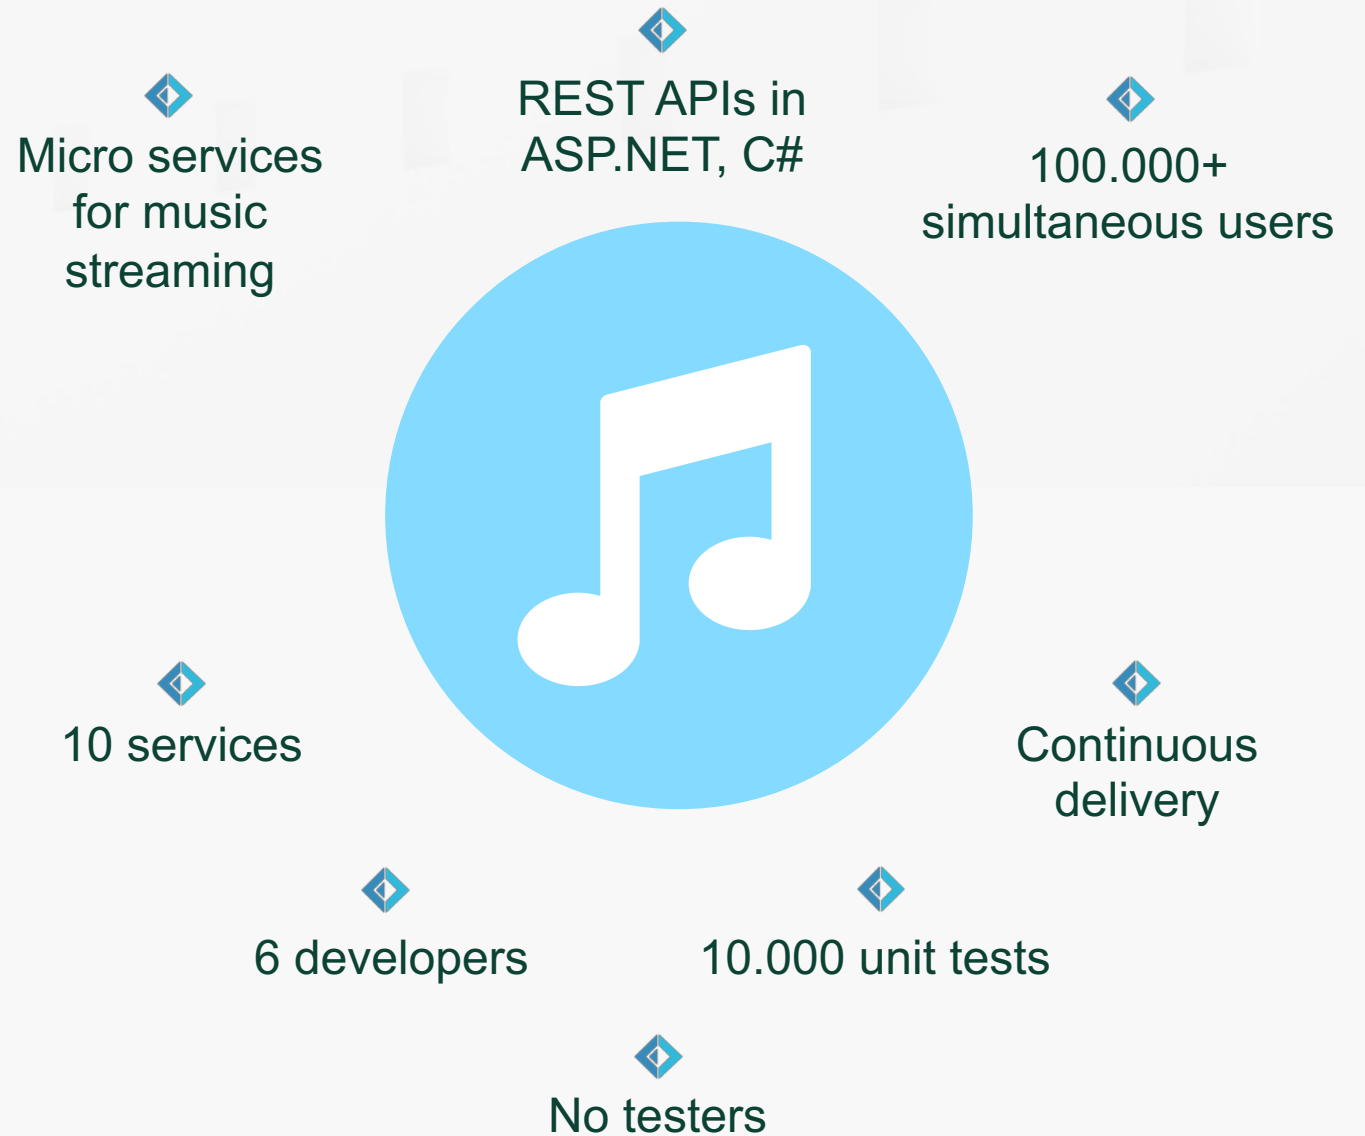 REST APIs in
ASP.NET, C#
Micro services
for music
streaming
100.000+
simultaneous users
10 services
Continuous
delivery
6 developers
10.000 unit tests
No testers